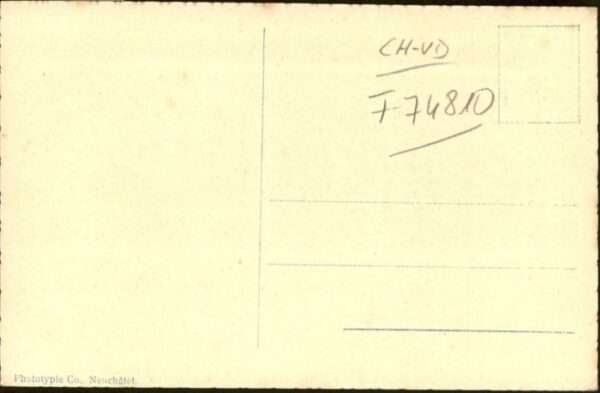 CH-VD
F-74810
Phototypie Co., Neuchâtel.